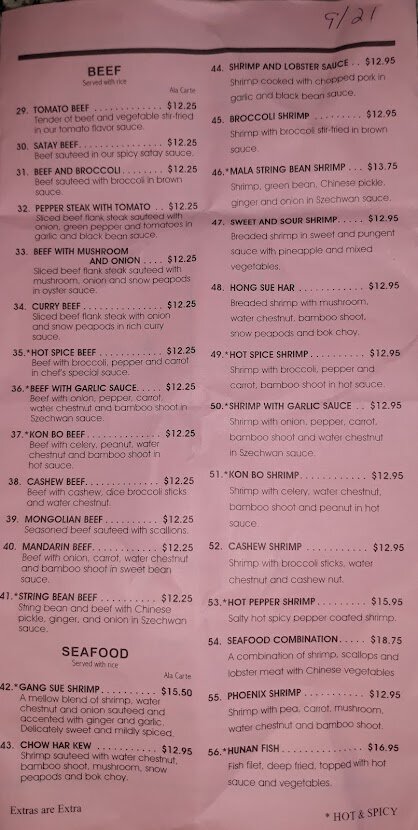 9/21
BEEF
Served with rice
Ala Carte
29. TOMATO BEEF . . . . . . . . . . . . $12.25
Tender of beef and vegetable stir-fried
in our tomato flavor sauce.
30. SATAY BEEF. . . . . . . . . . . . . . . $12.25
Beef sauteed in our spicy satay sauce.
31. BEEF AND BROCCOLI . . . . . . . $12.25
Beef sauteed with broccoli in brown
sauce.
32. PEPPER STEAK WITH TOMATO . . $12.25
Sliced beef flank steak sauteed with
onion, green pepper and tomatoes in
garlic and black bean sauce.
33. BEEF WITH MUSHROOM
AND ONION . . . . $12.25
Sliced beef flank steak sauteed with
mushroom, onion and snow peapods
in oyster sauce.
34. CURRY BEEF . . . . . . . . . . . . . . $12.25
Sliced beef flank steak with onion
and snow peapods in rich curry
sauce.
35.*HOT SPICE BEEF . . . . . . . . . . . $12.25
Beef with broccoli, pepper and carrot
in chef's special sauce.
36.*BEEF WITH GARLIC SAUCE. . . . . $12.25
Beef with onion, pepper, carrot,
water chestnut and bamboo shoot in
Szechwan sauce.
37.*KON BO BEEF . . . . . . . . . . . . . $12.25
Beef with celery, peanut, water
chestnut and bamboo shoot in
hot sauce.
38. CASHEW BEEF. . . . . . . . . . . . . $12.25
Beef with cashew, dice broccoli sticks
and water chestnut.
39. MONGOLIAN BEEF. . . . . . . . . . $12.25
Seasoned beef sauteed with scallions.
40. MANDARIN BEEF. . . . . . . . . . . . $12.25
Beef with onion, carrot, water chestnut
and bamboo shoot in sweet bean
sauce.
41.*STRING BEAN BEEF . . . . . . . . . . $12.25
String bean and beef with Chinese
pickle, ginger, and onion in Szechwan
sauce.
SEAFOOD
Served with rice
Ala Carte
42.*GANG SUE SHRIMP. . . . . . . . . . $15.50
A mellow blend of shrimp, water
chestnut and onion sauteed and
accented with ginger and garlic.
Delicately sweet and mildly spiced.
43. CHOW HAR KEW . . . . . . . . . . . $12.95
Shrimp sauteed with water chestnut,
bamboo shoot, mushroom, snow
peapods and bok choy.
Extras are Extra
44. SHRIMP AND LOBSTER SAUCE . . $12.95
Shrimp cooked with chopped pork in
garlic and black bean sauce.
45. BROCCOLI SHRIMP . . . . . . . . . . $12.95
Shrimp with broccoli stir-fried in brown
sauce.
46.*MALA STRING BEAN SHRIMP . . . $13.75
Shrimp, green bean, Chinese pickle,
ginger and onion in Szechwan sauce.
47. SWEET AND SOUR SHRIMP. . . . . $12.95
Breaded shrimp in sweet and pungent
sauce with pineapple and mixed
vegetables.
48. HONG SUE HAR . . . . . . . . . . . . $12.95
Breaded shrimp with mushroom,
water chestnut, bamboo shoot,
snow peapods and bok choy.
49.*HOT SPICE SHRIMP . . . . . . . . . . $12.95
Shrimp with broccoli, pepper and
carrot, bamboo shoot in hot sauce.
50.*SHRIMP WITH GARLIC SAUCE . . $12.95
Shrimp with onion, pepper, carrot,
bamboo shoot and water chestnut
in Szechwan sauce.
51.*KON BO SHRIMP. . . . . . . . . . . . $12.95
Shrimp with celery, water chestnut,
bamboo shoot and peanut in hot
sauce.
52. CASHEW SHRIMP . . . . . . . . . . . $12.95
Shrimp with broccoli sticks, water
chestnut and cashew nut.
53.*HOT PEPPER SHRIMP . . . . . . . . . $15.95
Salty hot spicy pepper coated shrimp.
54. SEAFOOD COMBINATION. . . . . $18.75
A combination of shrimp, scallops and
lobster meat with Chinese vegetables
55. PHOENIX SHRIMP . . . . . . . . . . . $12.95
Shrimp with pea, carrot, mushroom,
water chestnut and bamboo shoot.
56.*HUNAN FISH . . . . . . . . . . . . . . $16.95
Fish filet, deep fried, topped with hot
sauce and vegetables.
* HOT & SPICY